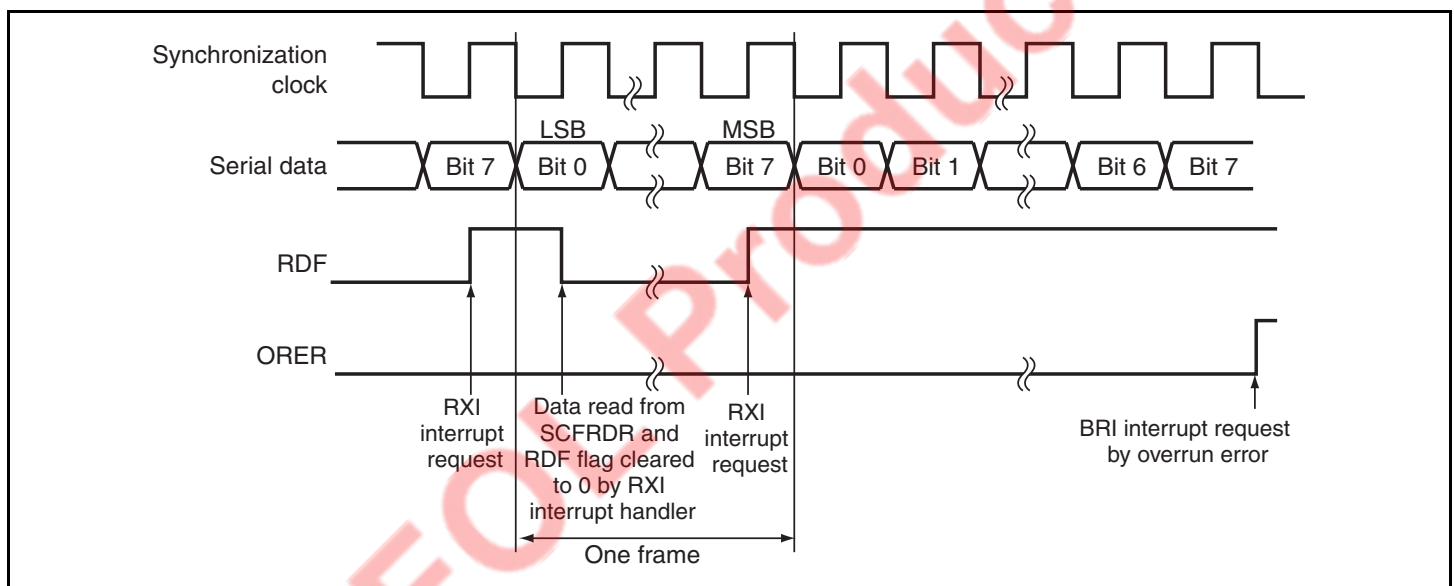 Synchronization
clock
LSB
MSB
Serial data
Bit 7
Bit 0
Bit 7
Bit 0
Bit 1
Bit 6
Bit 7
RDF
ORER
RXI
interrupt
request
Data read from
SCFRDR and
RDF flag cleared
to 0 by RXI
interrupt handler
RXI
interrupt
request
BRI interrupt request
by overrun error
One frame
EOL Produc